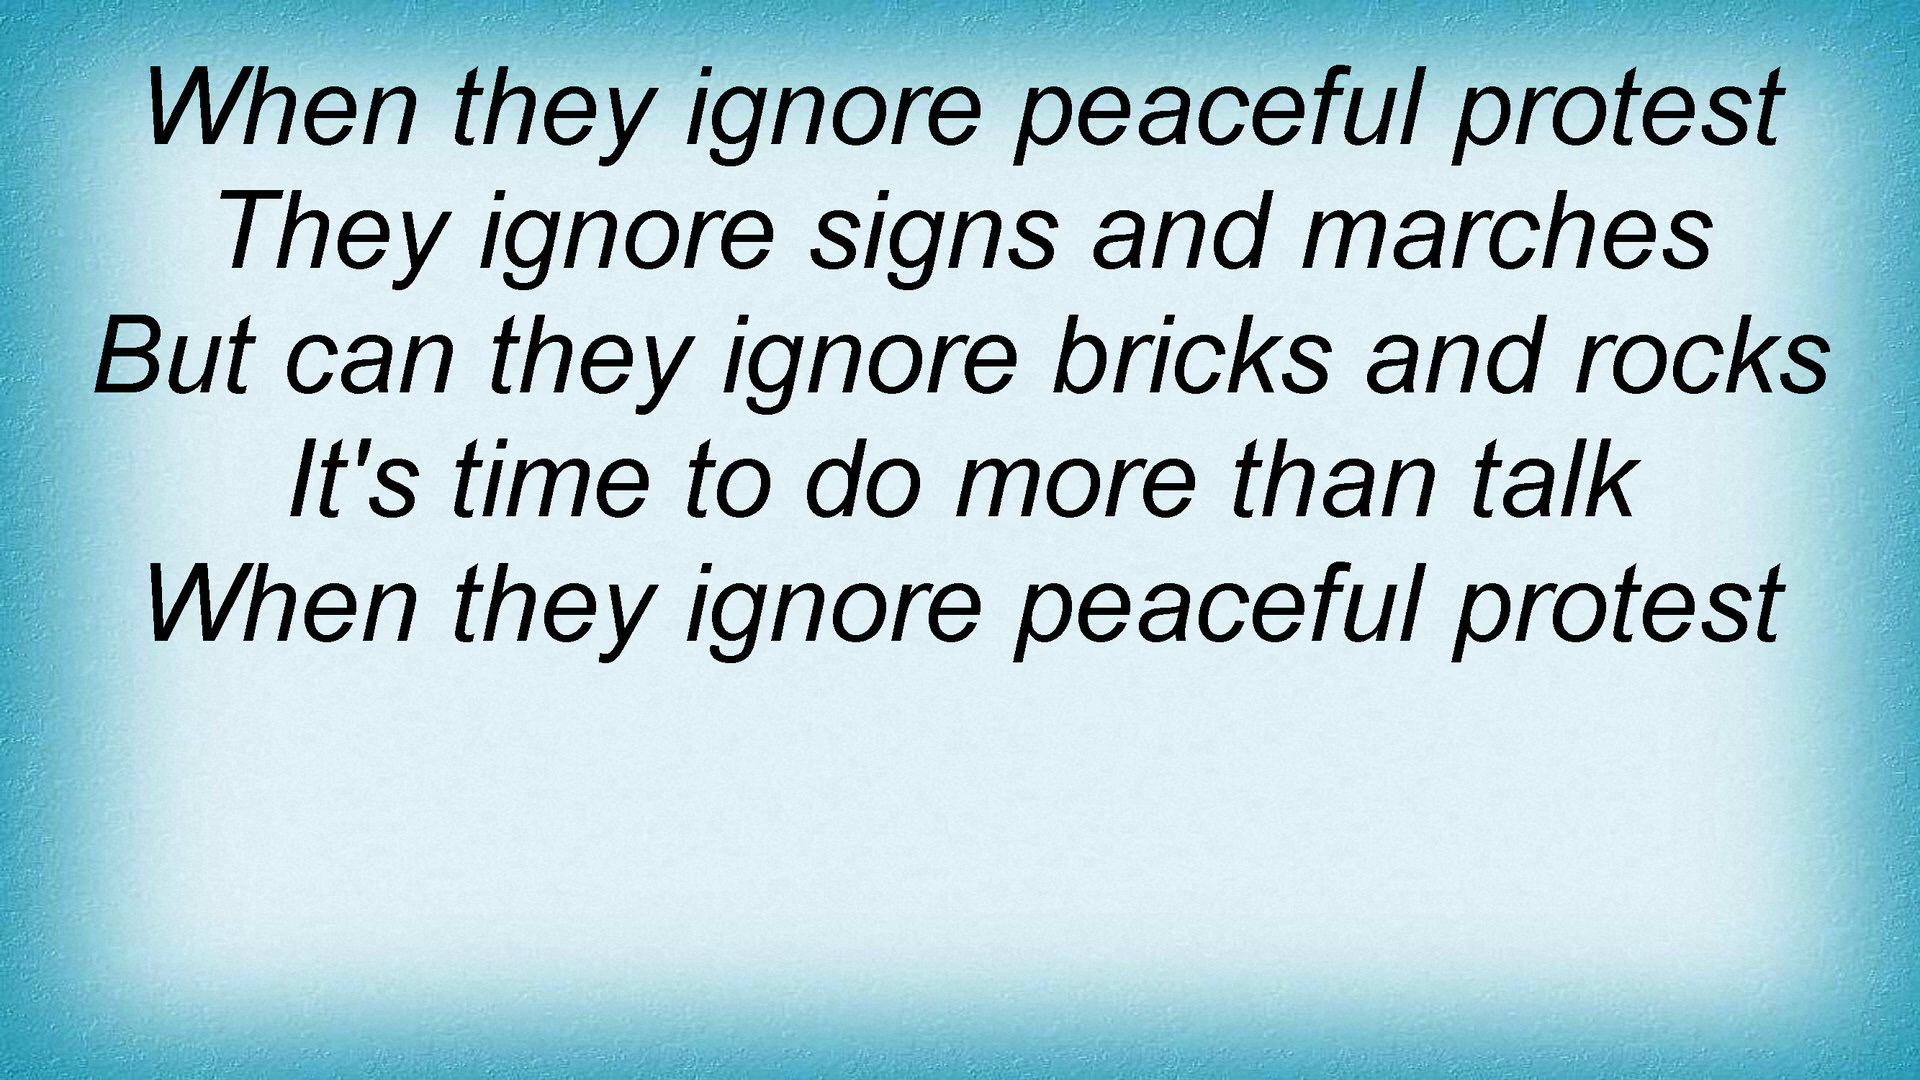 When they ignore peaceful protest
They ignore signs and marches
But can they ignore bricks and rocks
It's time to do more than talk
When they ignore peaceful protest